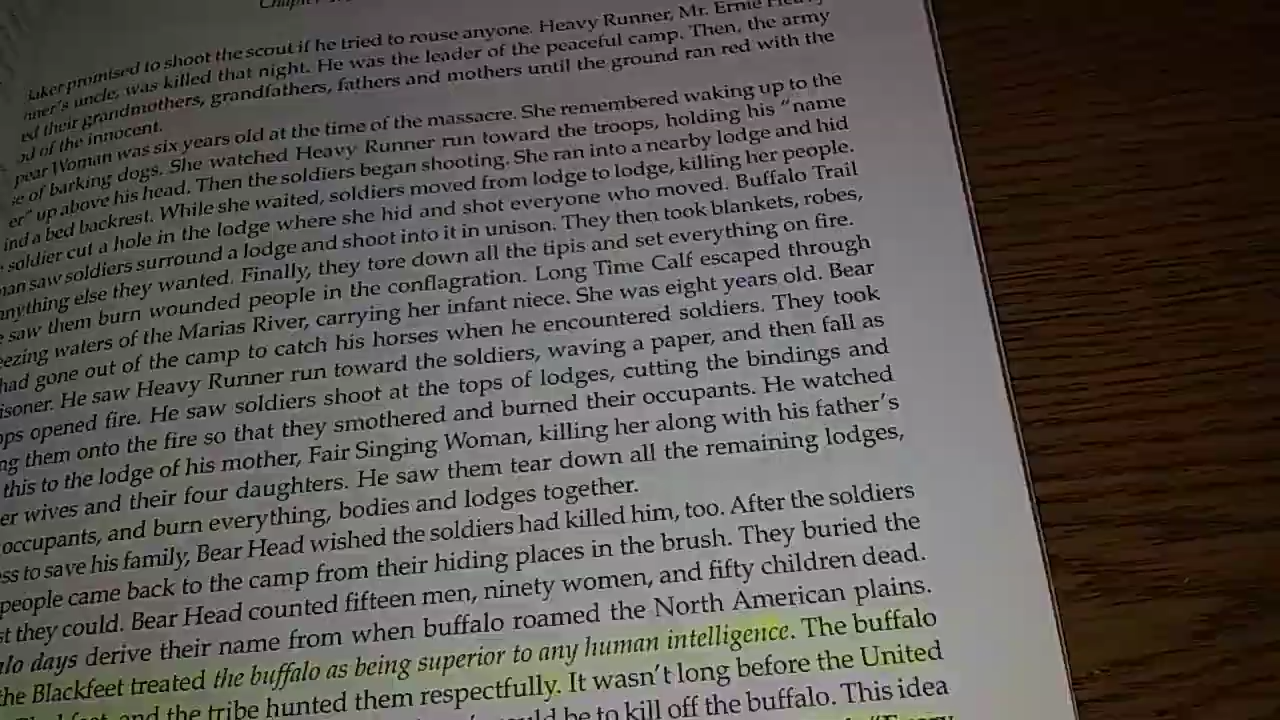 promised to shoot the scout if he tried to rouse anyone. Heavy Runner, Mr. Ernie
uncle, was killed that night. He was the leader of the peaceful camp. Then, the army
their grandmothers, grandfathers, fathers and mothers until the ground ran red with the
of the innocent.
pear Woman was six years old at the time of the massacre. She remembered waking up to the
of barking dogs. She watched Heavy Runner run toward the troops, holding his "name
er" up above his head. Then the soldiers began shooting. She ran into a nearby lodge and hid
ind a bed backrest. While she waited, soldiers moved from lodge to lodge, killing her people.
soldier cut a hole in the lodge where she hid and shot everyone who moved. Buffalo Trail
man saw soldiers surround a lodge and shoot into it in unison. They then took blankets, robes,
anything else they wanted. Finally, they tore down all the tipis and set everything on fire.
saw them burn wounded people in the conflagration. Long Time Calf escaped through
eezing waters of the Marias River, carrying her infant niece. She was eight years old. Bear
had gone out of the camp to catch his horses when he encountered soldiers. They took
isoner. He saw Heavy Runner run toward the soldiers, waving a paper, and then fall as
ops opened fire. He saw soldiers shoot at the tops of lodges, cutting the bindings and
ng them onto the fire so that they smothered and burned their occupants. He watched
this to the lodge of his mother, Fair Singing Woman, killing her along with his father's
er wives and their four daughters. He saw them tear down all the remaining lodges,
occupants, and burn everything, bodies and lodges together.
ss to save his family, Bear Head wished the soldiers had killed him, too. After the soldiers
people came back to the camp from their hiding places in the brush. They buried the
st they could. Bear Head counted fifteen men, ninety women, and fifty children dead.
alo days derive their name from when buffalo roamed the North American plains.
the Blackfeet treated the buffalo as being superior to any human intelligence. The buffalo
and the tribe hunted them respectfully. It wasn't long before the United
be to kill off the buffalo. This idea